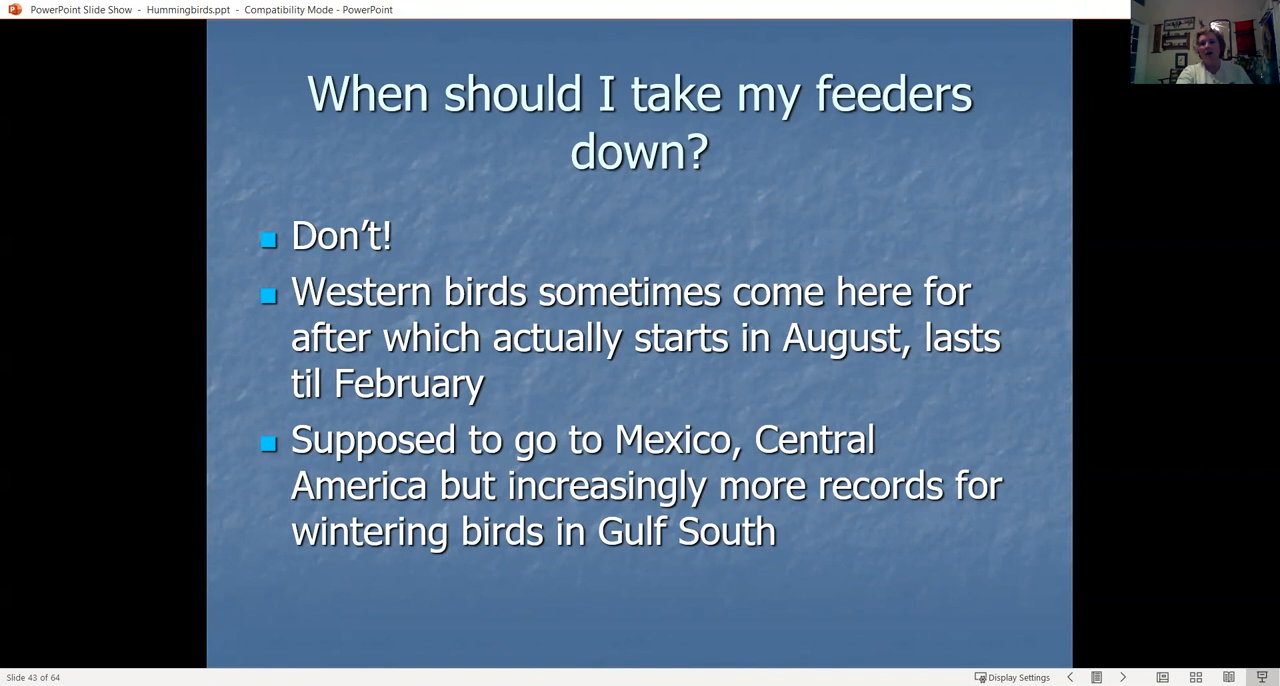 PowerPoint Slide Show - Hummingbirds.ppt - Compatibility Mode - PowerPoint
When should I take my feeders
down?
Don't!
Western birds sometimes come here for
after which actually starts in August, lasts
til February
Supposed to go to Mexico, Central
America but increasingly more records for
wintering birds in Gulf South
Slide 43 of 64
Display Settings